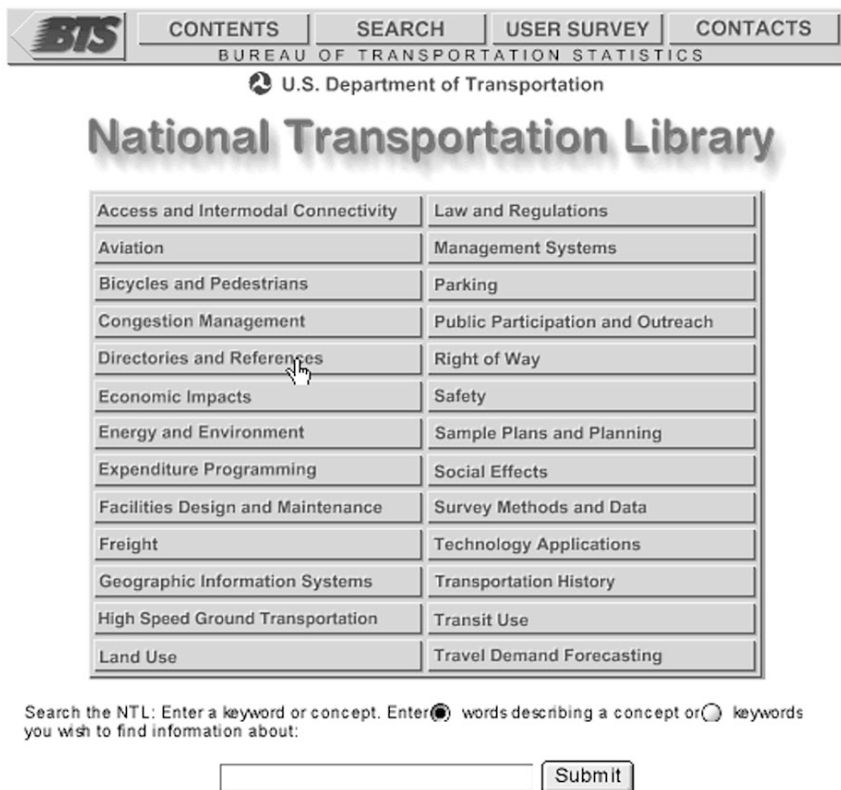 BTS
CONTENTS SEARCH USER SURVEY CONTACTS
BUREAU OF TRANSPORTATION STATISTICS
U.S. Department of Transportation
National Transportation Library
Access and Intermodal Connectivity Law and Regulations
Aviation Management Systems
Bicycles and Pedestrians Parking
Congestion Management Public Participation and Outreach
Directories and References Right of Way
Economic Impacts Safety
Energy and Environment Sample Plans and Planning
Expenditure Programming Social Effects
Facilities Design and Maintenance Survey Methods and Data
Freight Technology Applications
Geographic Information Systems Transportation History
High Speed Ground Transportation Transit Use
Land Use Travel Demand Forecasting
Search the NTL: Enter a keyword or concept. Enter words describing a concept or keywords
you wish to find information about:
Submit